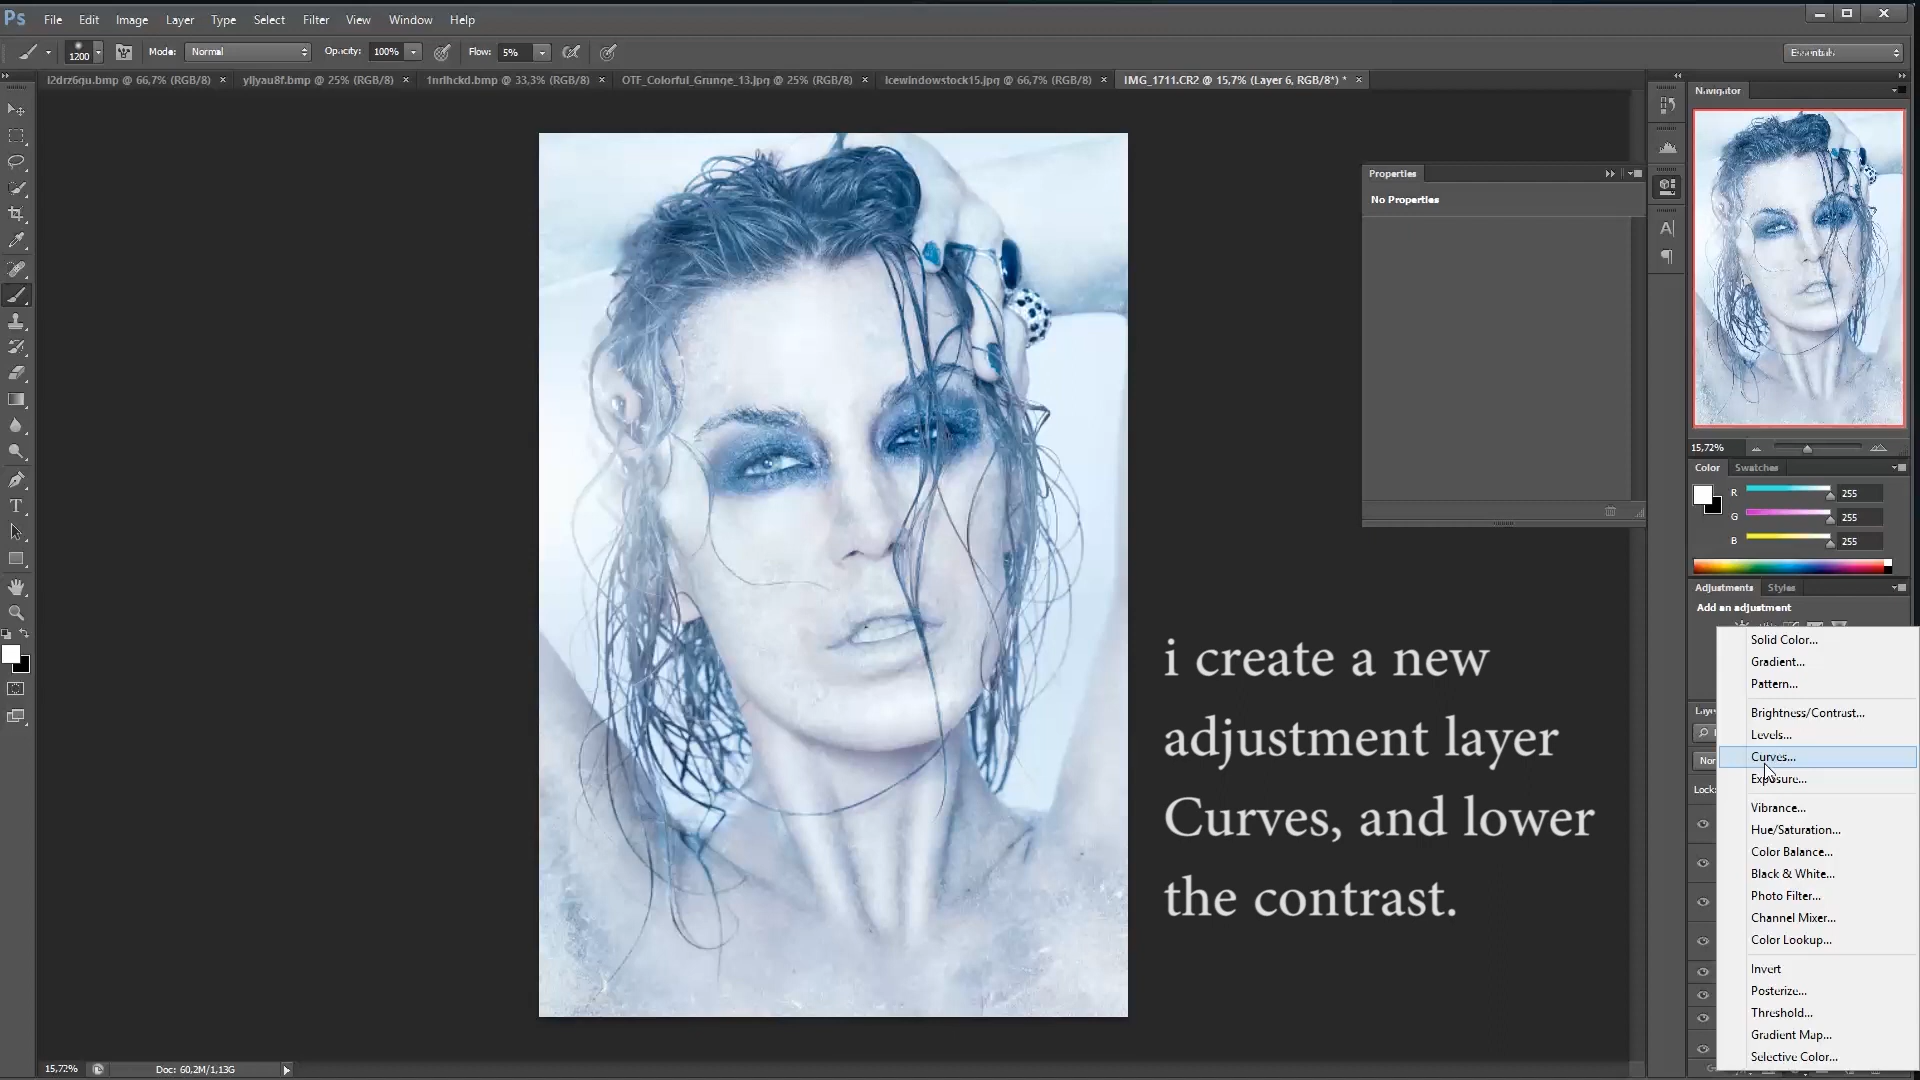 Ps File Edit Image Layer Type Select Filter View Window Help
1200 Mode: Normal Opacity: 100% Flow: 5% Essentials
l2drz6qu.bmp @ 66,7% (RGB/8) × yljyau8f.bmp @ 25% (RGB/8) × 1nrlhckd.bmp @ 33,3% (RGB/8) × OTF_Colorful_Grunge_13.jpg @ 25% (RGB/8) × Icewindowstock15.jpg @ 66,7% (RGB/8) × IMG_1711.CR2 @ 15,7% (Layer 6, RGB/8*) * ×
Navigator
Properties
No Properties
15,72%
Color Swatches
R 255
G 255
B 255
Adjustments Styles
Add an adjustment
Solid Color...
Gradient...
Pattern...
Brightness/Contrast...
Levels...
Curves...
Exposure...
Vibrance...
Hue/Saturation...
Color Balance...
Black & White...
Photo Filter...
Channel Mixer...
Color Lookup...
Invert
Posterize...
Threshold...
Gradient Map...
Selective Color...
Laye
Nor
Lock:
i create a new
adjustment layer
Curves, and lower
the contrast.
15,72% Doc: 60,2M/1,13G